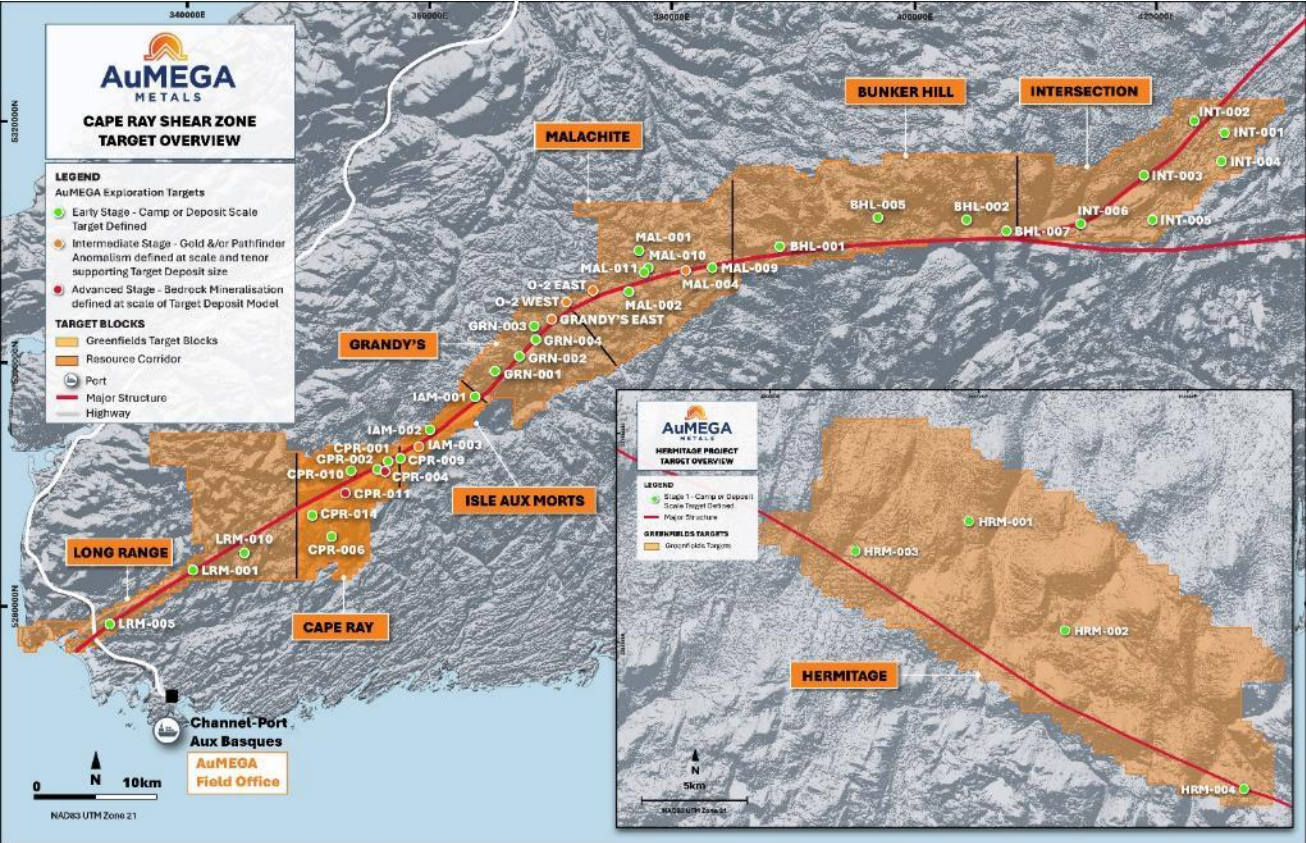 340000E
360000E
380000E
400000E
420000E
5320000N
5280000N
AuMEGA
METALS
CAPE RAY SHEAR ZONE
TARGET OVERVIEW
LEGEND
AuMEGA Exploration Targets
Early Stage - Camp or Deposit Scale
Target Defined
Intermediate Stage - Gold &/or Pathfinder
Anomalism defined at scale and tenor
supporting Target Deposit size
Advanced Stage - Bedrock Mineralisation
defined at scale of Target Deposit Model
TARGET BLOCKS
Greenfields Target Blocks
Resource Corridor
Port
Major Structure
Highway
BUNKER HILL
INTERSECTION
MALACHITE
INT-002
INT-001
INT-004
INT-003
INT-005
INT-006
BHL-005
BHL-002
BHL-007
BHL-001
MAL-001
MAL-010
MAL-011
MAL-009
MAL-004
O-2 EAST
MAL-002
O-2 WEST
GRANDY'S EAST
GRN-003
GRANDY'S
GRN-004
GRN-002
GRN-001
IAM-001
IAM-002
IAM-003
CPR-001
CPR-002
CPR-009
CPR-010
CPR-004
CPR-011
ISLE AUX MORTS
CPR-014
LRM-010
CPR-006
LONG RANGE
LRM-001
LRM-005
CAPE RAY
Channel-Port
Aux Basques
AuMEGA
Field Office
N
0 10km
NAD83 UTM Zone 21
AuMEGA
METALS
HERMITAGE PROJECT
TARGET OVERVIEW
LEGEND
Stage 1 - Camp or Deposit
Scale Target Defined
Major Structure
GREENFIELDS TARGETS
Greenfields Targets
HRM-001
HRM-003
HRM-002
HERMITAGE
HRM-004
N
5km
NAD83 UTM Zone 21